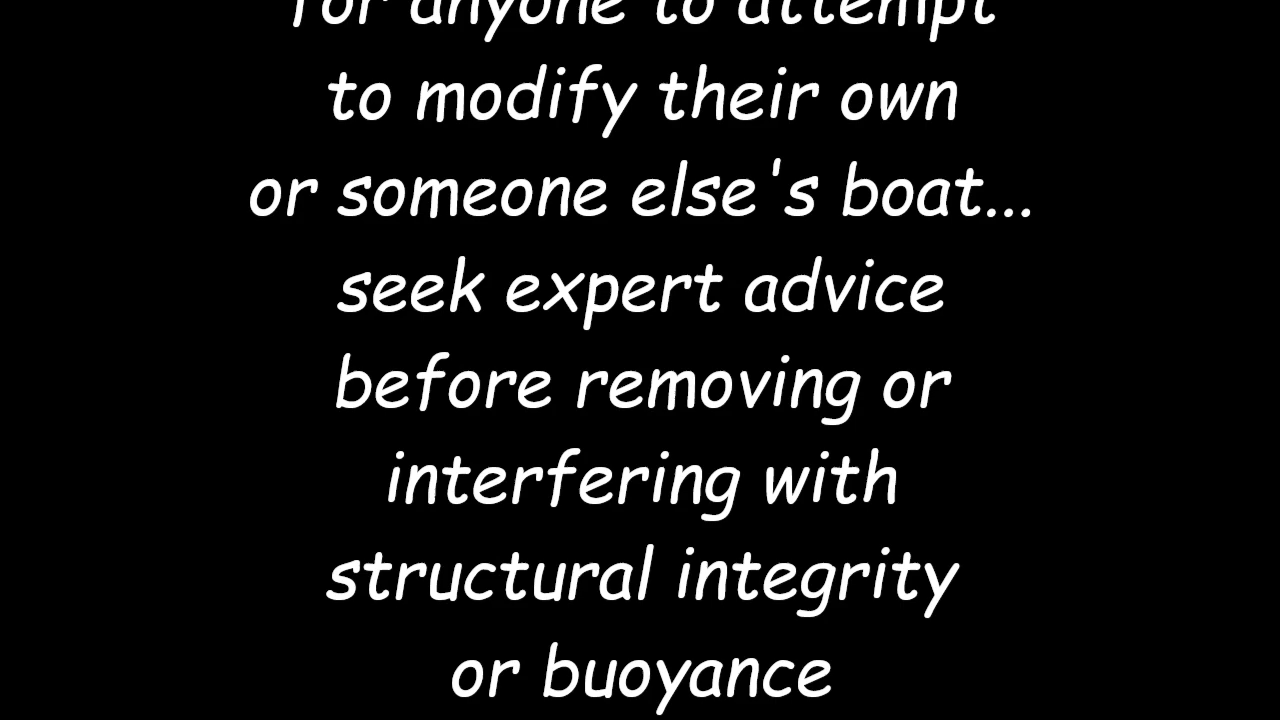 for anyone to attempt
to modify their own
or someone else's boat...
seek expert advice
before removing or
interfering with
structural integrity
or buoyance